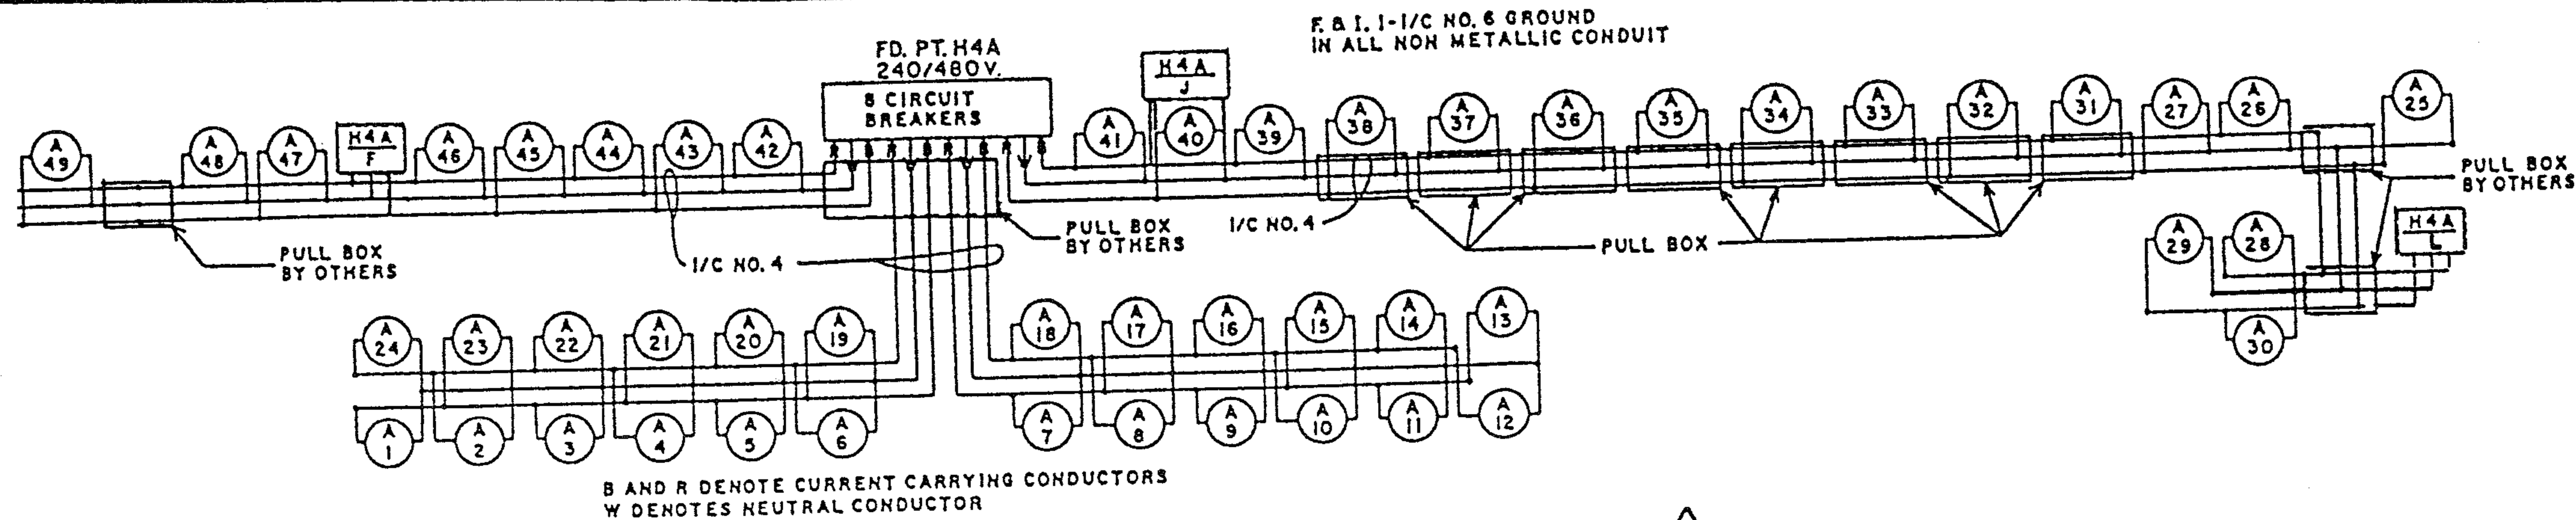 F. & I. 1-1/C NO. 6 GROUND
IN ALL NON METALLIC CONDUIT
FD. PT. H4A
240/480V.
8 CIRCUIT
BREAKERS
R W B R W B R W B R W B
A 49
A 48
A 47
H4A
F
A 46
A 45
A 44
A 43
A 42
A 41
H4A
J
A 40
A 39
A 38
A 37
A 36
A 35
A 34
A 33
A 32
A 31
A 27
A 26
A 25
PULL BOX
BY OTHERS
1/C NO. 4
PULL BOX
BY OTHERS
1/C NO. 4
PULL BOX
PULL BOX
BY OTHERS
A 29
A 28
H4A
L
A 30
A 24
A 23
A 22
A 21
A 20
A 19
A 18
A 17
A 16
A 15
A 14
A 13
A 1
A 2
A 3
A 4
A 5
A 6
A 7
A 8
A 9
A 10
A 11
A 12
B AND R DENOTE CURRENT CARRYING CONDUCTORS
W DENOTES NEUTRAL CONDUCTOR